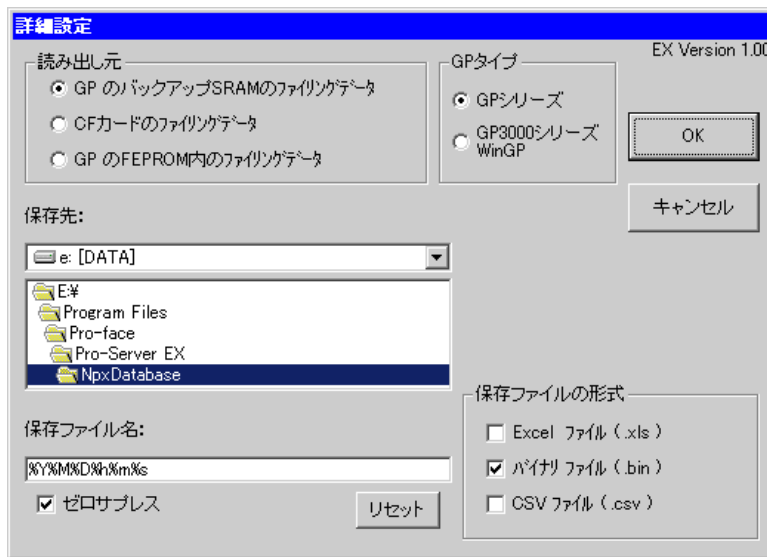 詳細設定
EX Version 1.00
読み出し元
GP のバックアップSRAMのファイリングデータ
CFカードのファイリングデータ
GP のFEPROM内のファイリングデータ
GPタイプ
GPシリーズ
GP3000シリーズ
WinGP
OK
キャンセル
保存先:
e: [DATA]
E:¥
Program Files
Pro-face
Pro-Server EX
NpxDatabase
保存ファイル名:
%Y%M%D%h%m%s
ゼロサプレス
リセット
保存ファイルの形式
Excel ファイル ( .xls )
バイナリ ファイル ( .bin )
CSV ファイル ( .csv )